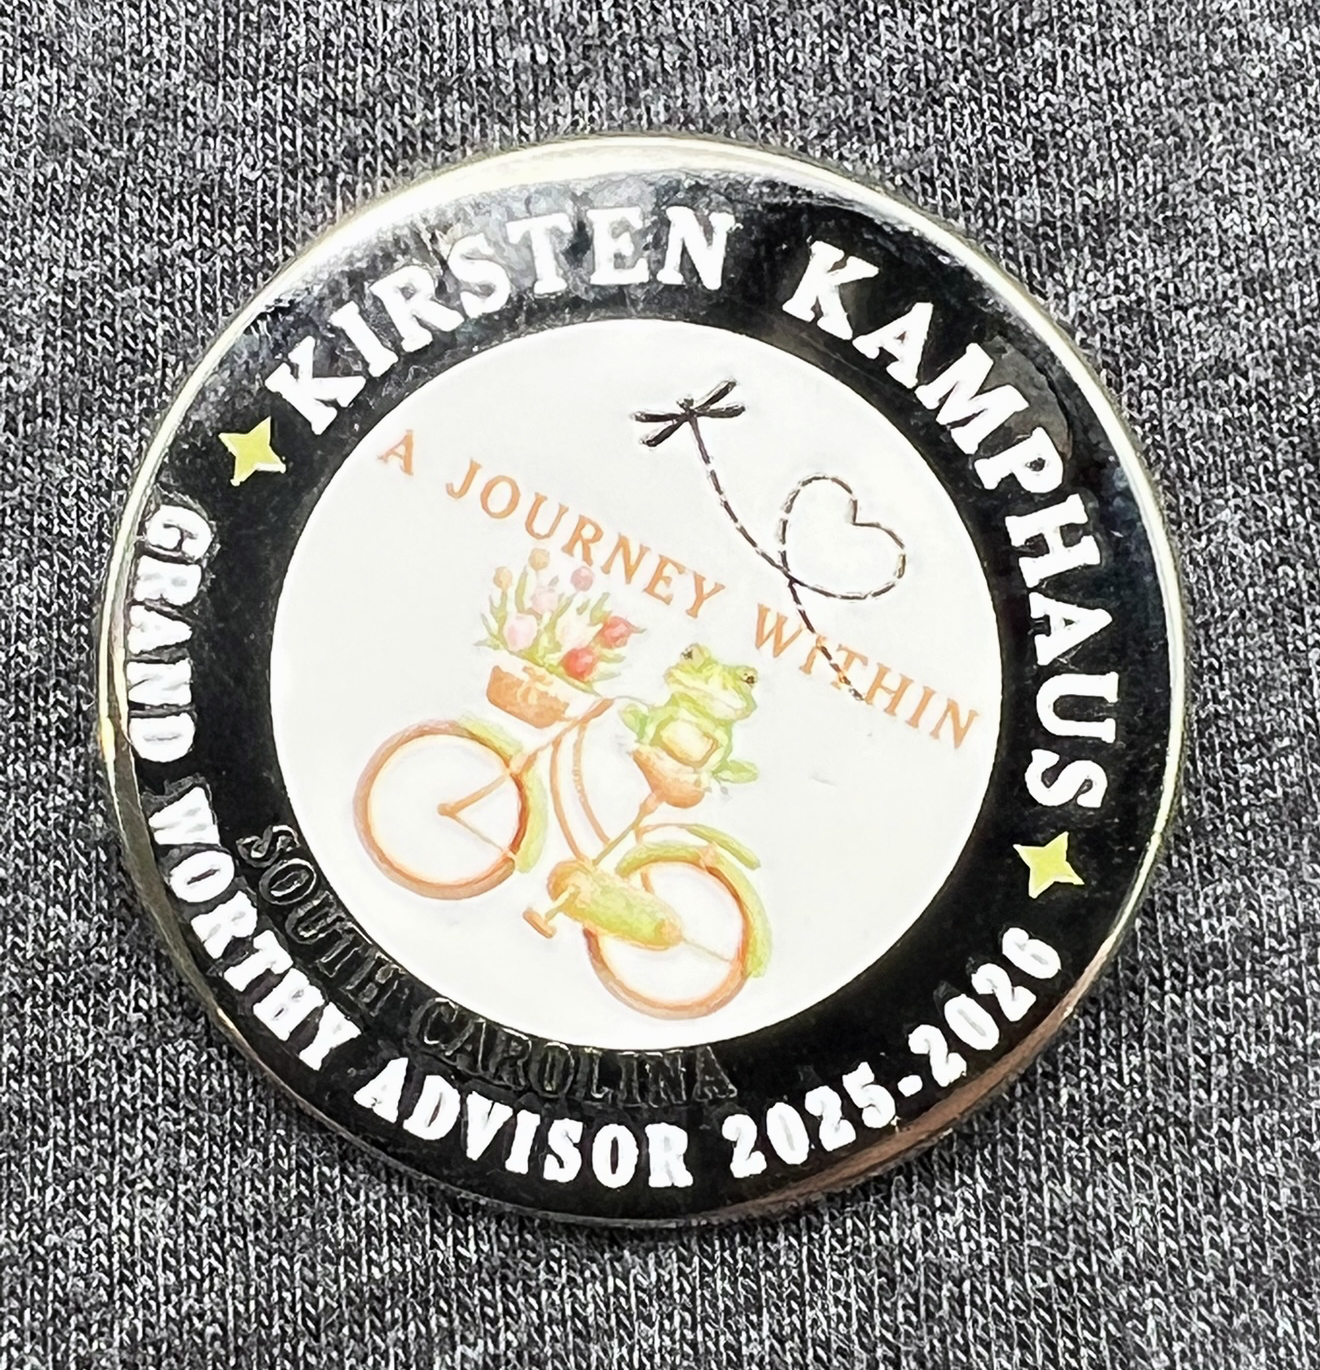 KIRSTEN KAMPHAUS
A JOURNEY WITHIN
SOUTH CAROLINA
GRAND WORTHY ADVISOR 2025-2026